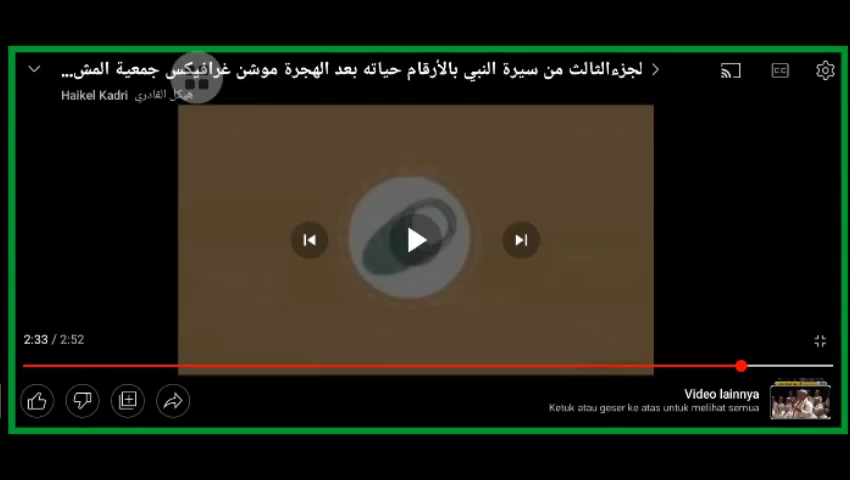 لجزءالثالث من سيرة النبي بالأرقام حياته بعد الهجرة موشن غرافيكس جمعية المش...
Haikel Kadri هيكل القادري
CC
2:33 / 2:52
Video lainnya
Ketuk atau geser ke atas untuk melihat semua